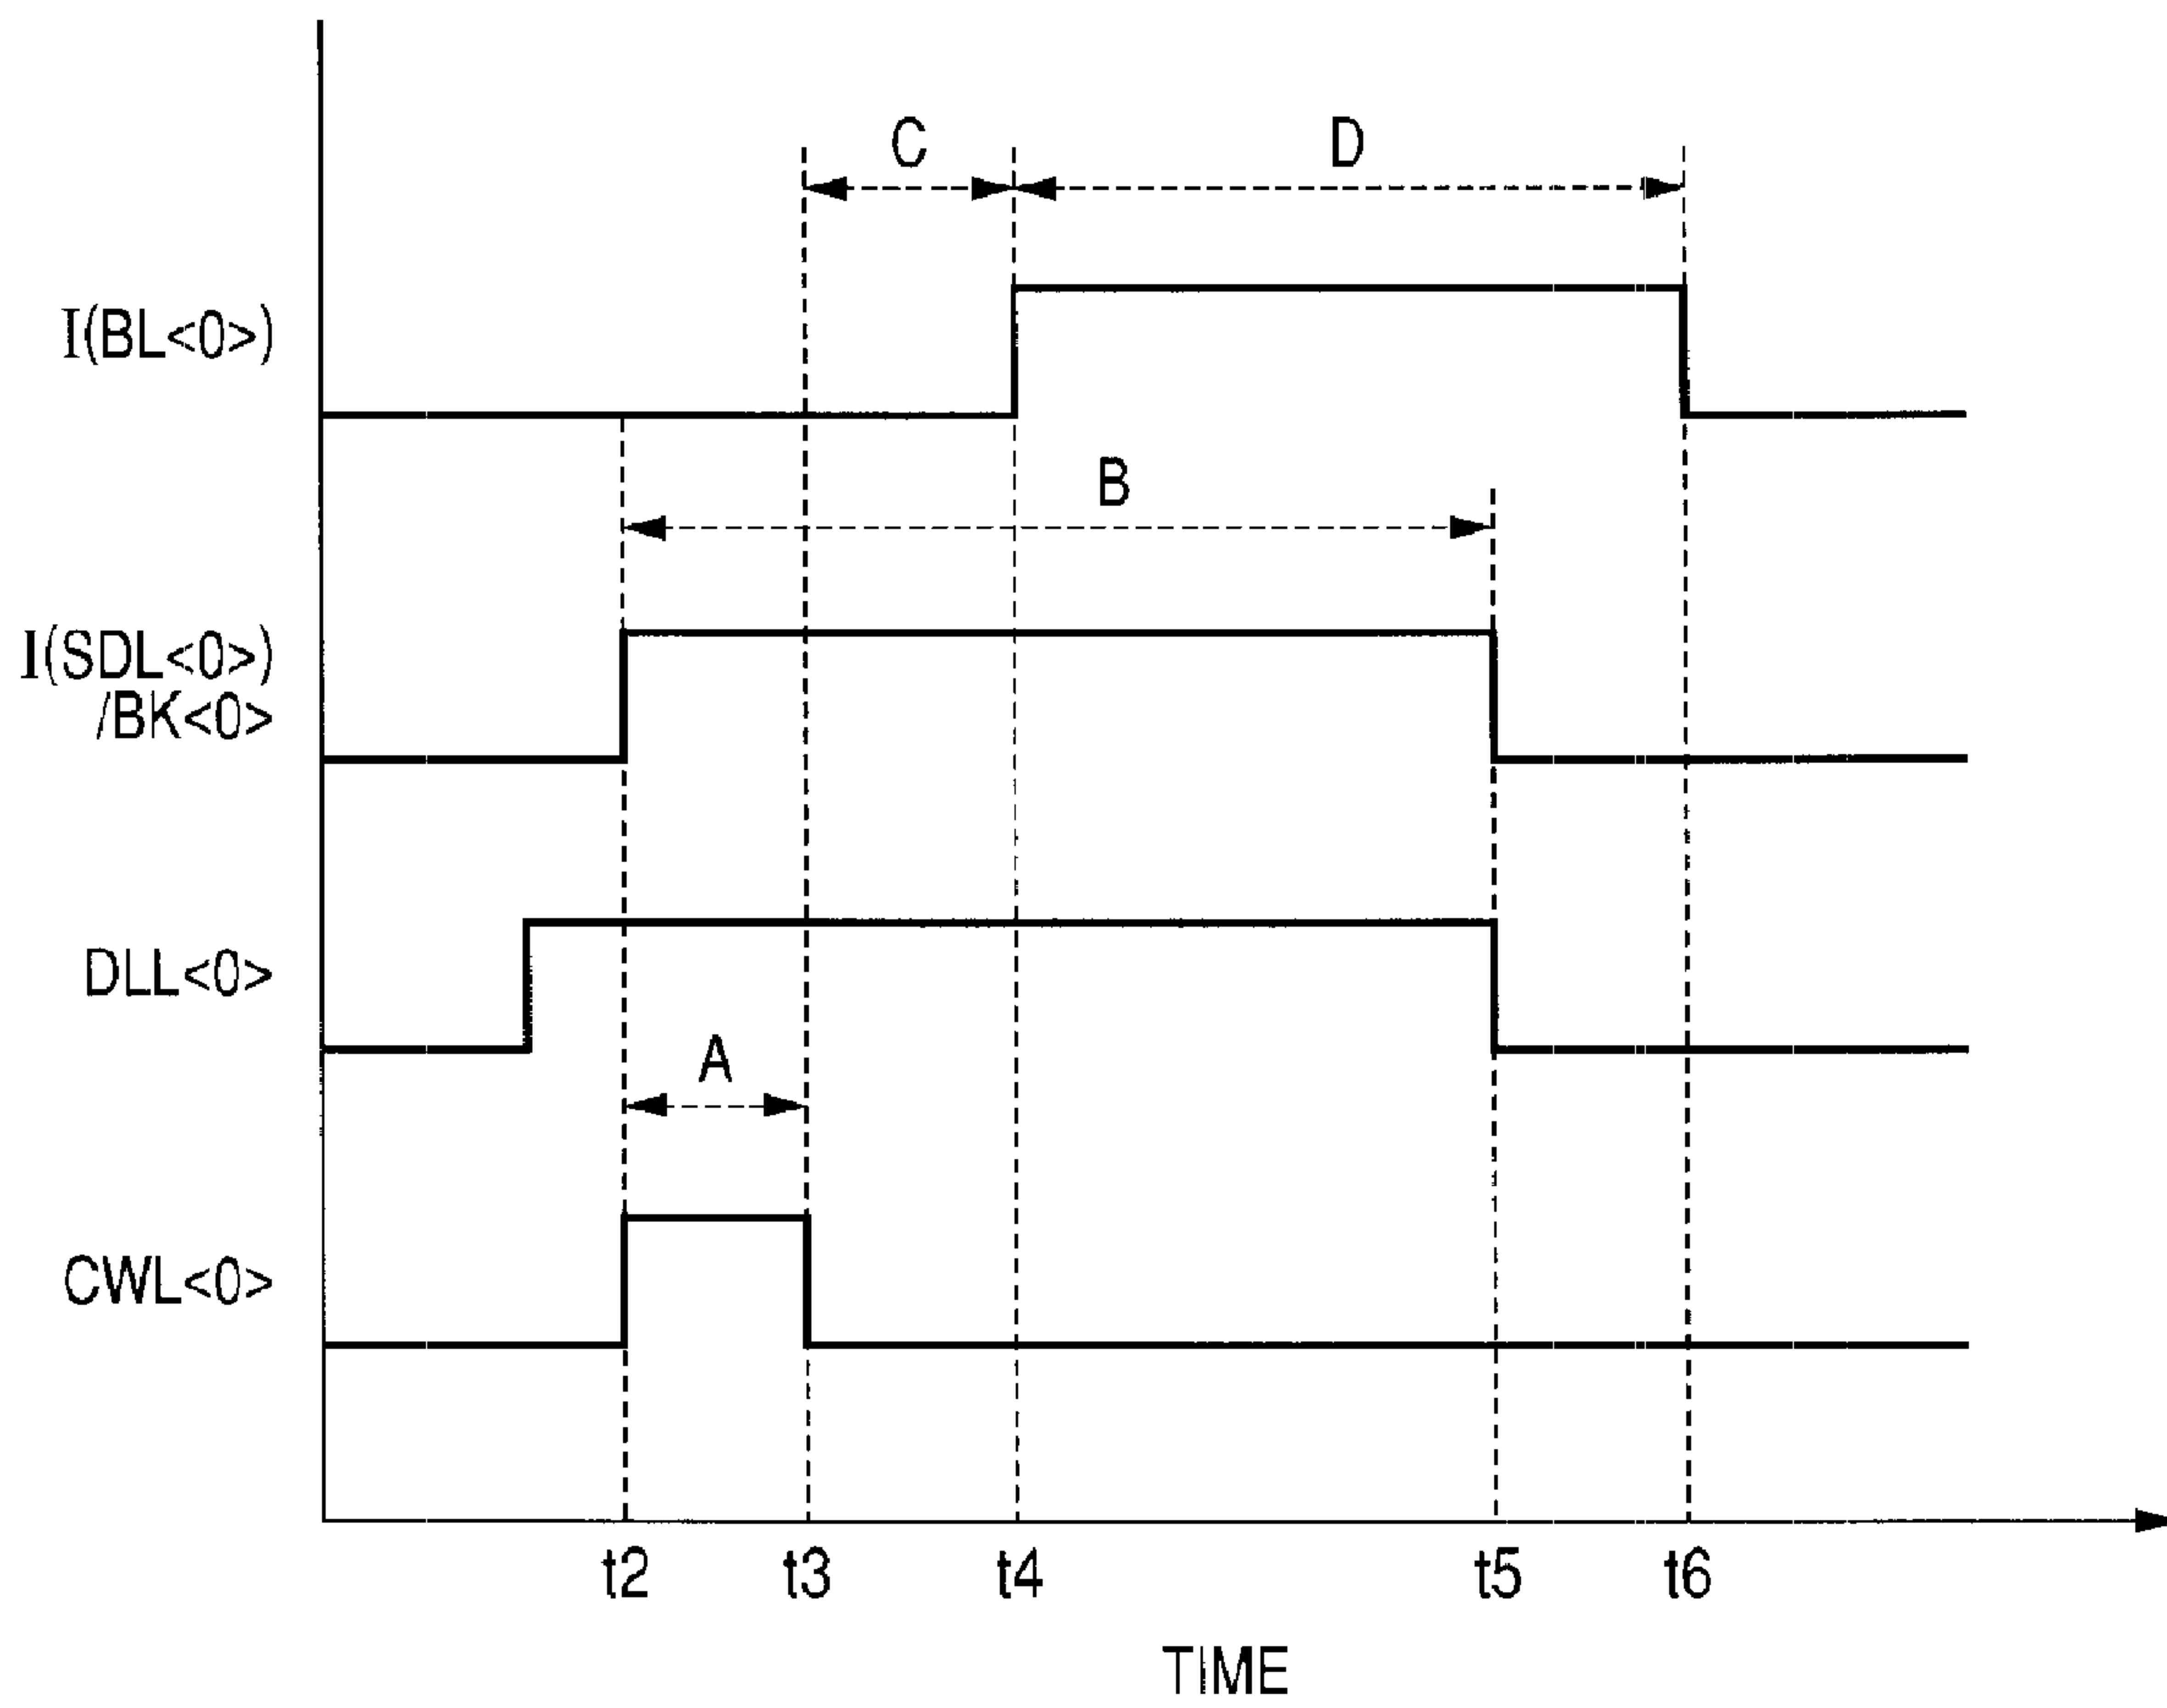 C
D
I(BL<0>)
B
I(SDL<0>)
/BK<0>
DLL<0>
A
CWL<0>
t2 t3 t4 t5 t6
TIME